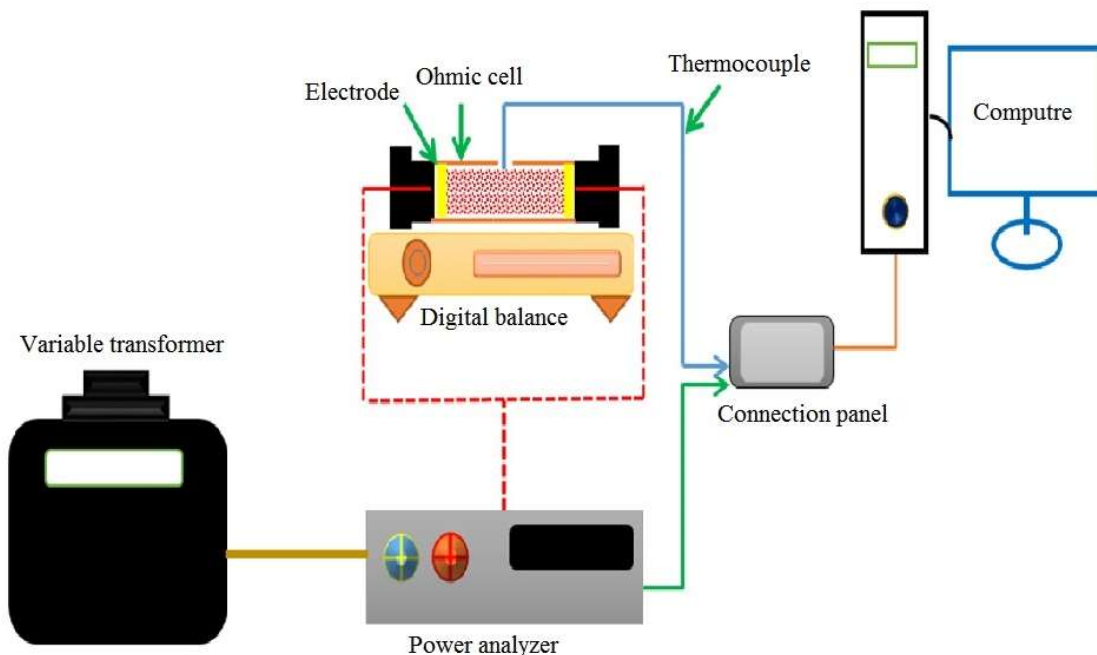 Ohmic cell
Thermocouple
Electrode
Computre
Digital balance
Variable transformer
Connection panel
Power analyzer